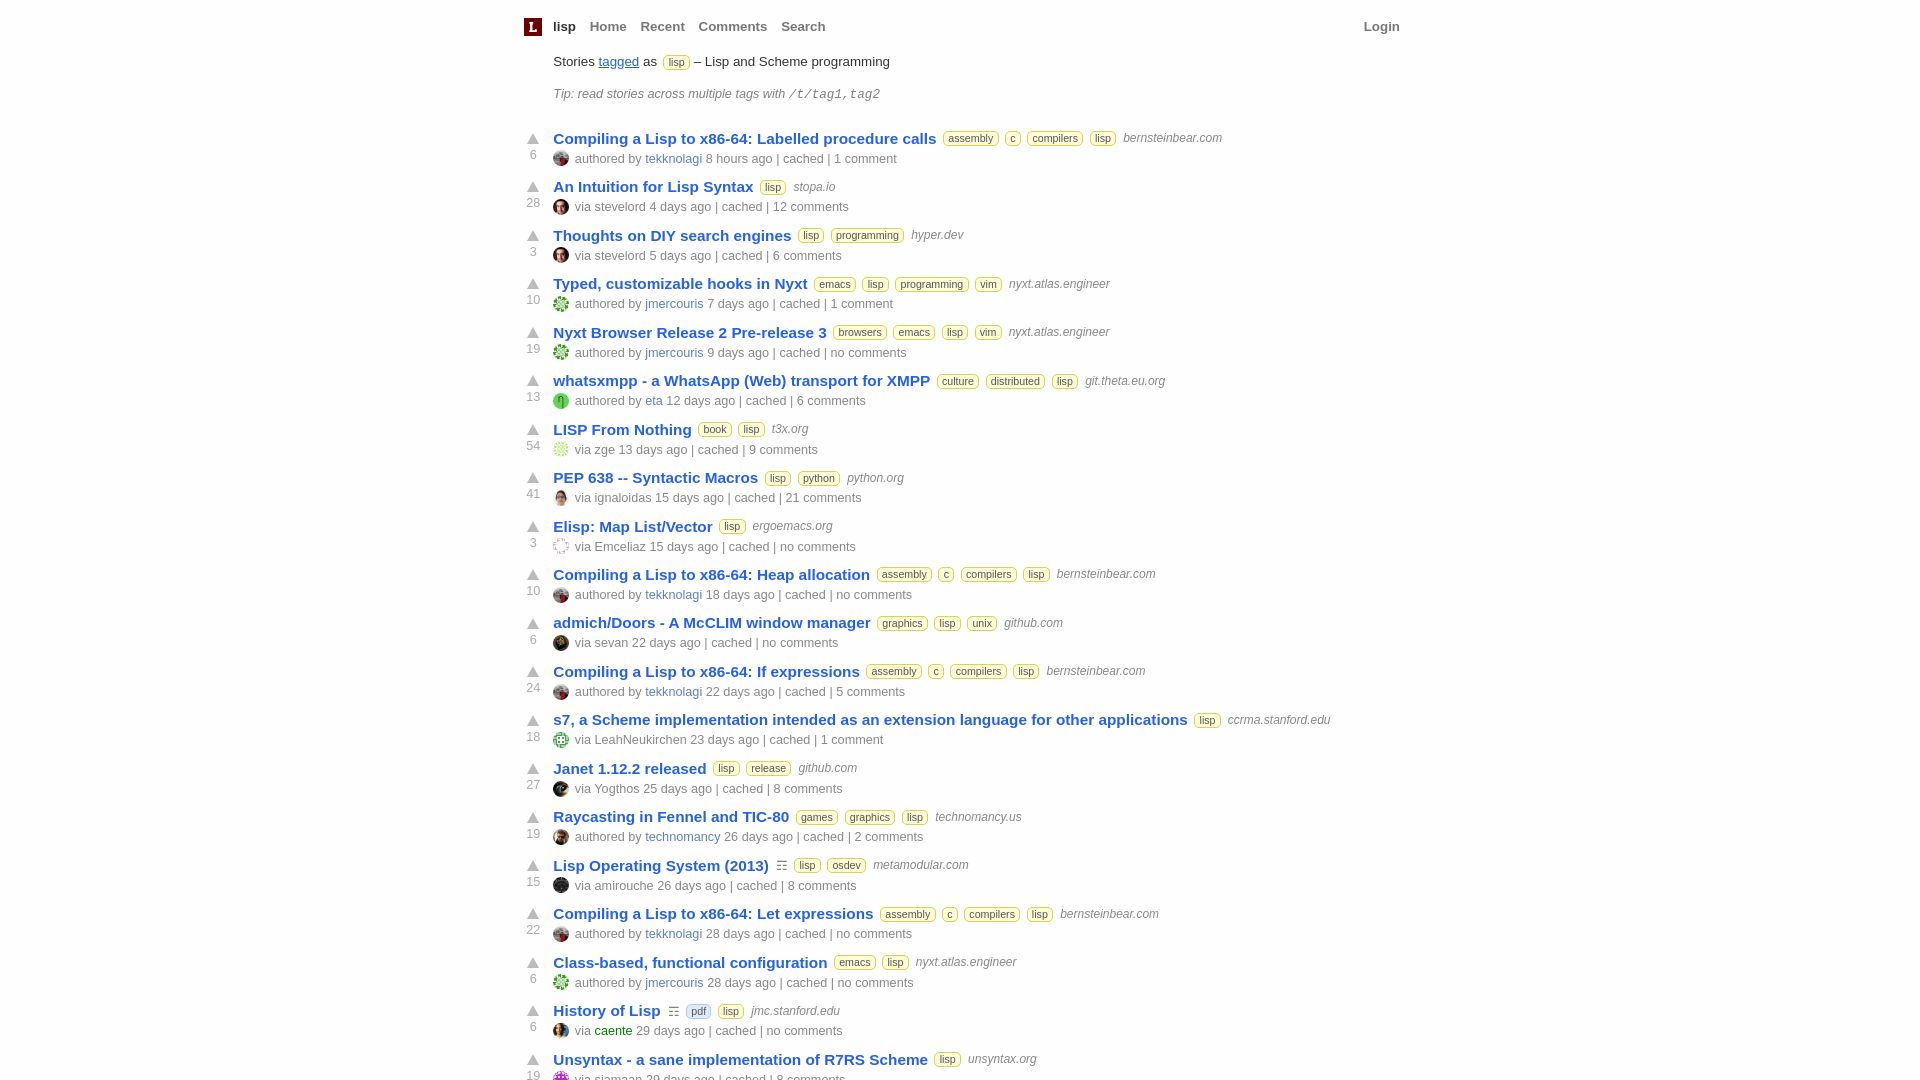 L lisp Home Recent Comments Search Login
Stories tagged as lisp – Lisp and Scheme programming
Tip: read stories across multiple tags with /t/tag1,tag2
Compiling a Lisp to x86-64: Labelled procedure calls assembly c compilers lisp bernsteinbear.com
6 authored by tekknolagi 8 hours ago | cached | 1 comment
An Intuition for Lisp Syntax lisp stopa.io
28 via stevelord 4 days ago | cached | 12 comments
Thoughts on DIY search engines lisp programming hyper.dev
3 via stevelord 5 days ago | cached | 6 comments
Typed, customizable hooks in Nyxt emacs lisp programming vim nyxt.atlas.engineer
10 authored by jmercouris 7 days ago | cached | 1 comment
Nyxt Browser Release 2 Pre-release 3 browsers emacs lisp vim nyxt.atlas.engineer
19 authored by jmercouris 9 days ago | cached | no comments
whatsxmpp - a WhatsApp (Web) transport for XMPP culture distributed lisp git.theta.eu.org
13 authored by eta 12 days ago | cached | 6 comments
LISP From Nothing book lisp t3x.org
54 via zge 13 days ago | cached | 9 comments
PEP 638 -- Syntactic Macros lisp python python.org
41 via ignaloidas 15 days ago | cached | 21 comments
Elisp: Map List/Vector lisp ergoemacs.org
3 via Emceliaz 15 days ago | cached | no comments
Compiling a Lisp to x86-64: Heap allocation assembly c compilers lisp bernsteinbear.com
10 authored by tekknolagi 18 days ago | cached | no comments
admich/Doors - A McCLIM window manager graphics lisp unix github.com
6 via sevan 22 days ago | cached | no comments
Compiling a Lisp to x86-64: If expressions assembly c compilers lisp bernsteinbear.com
24 authored by tekknolagi 22 days ago | cached | 5 comments
s7, a Scheme implementation intended as an extension language for other applications lisp ccrma.stanford.edu
18 via LeahNeukirchen 23 days ago | cached | 1 comment
Janet 1.12.2 released lisp release github.com
27 via Yogthos 25 days ago | cached | 8 comments
Raycasting in Fennel and TIC-80 games graphics lisp technomancy.us
19 authored by technomancy 26 days ago | cached | 2 comments
Lisp Operating System (2013) ☶ lisp osdev metamodular.com
15 via amirouche 26 days ago | cached | 8 comments
Compiling a Lisp to x86-64: Let expressions assembly c compilers lisp bernsteinbear.com
22 authored by tekknolagi 28 days ago | cached | no comments
Class-based, functional configuration emacs lisp nyxt.atlas.engineer
6 authored by jmercouris 28 days ago | cached | no comments
History of Lisp ☶ pdf lisp jmc.stanford.edu
6 via caente 29 days ago | cached | no comments
Unsyntax - a sane implementation of R7RS Scheme lisp unsyntax.org
19 via siamaan 29 days ago | cached | 8 comments